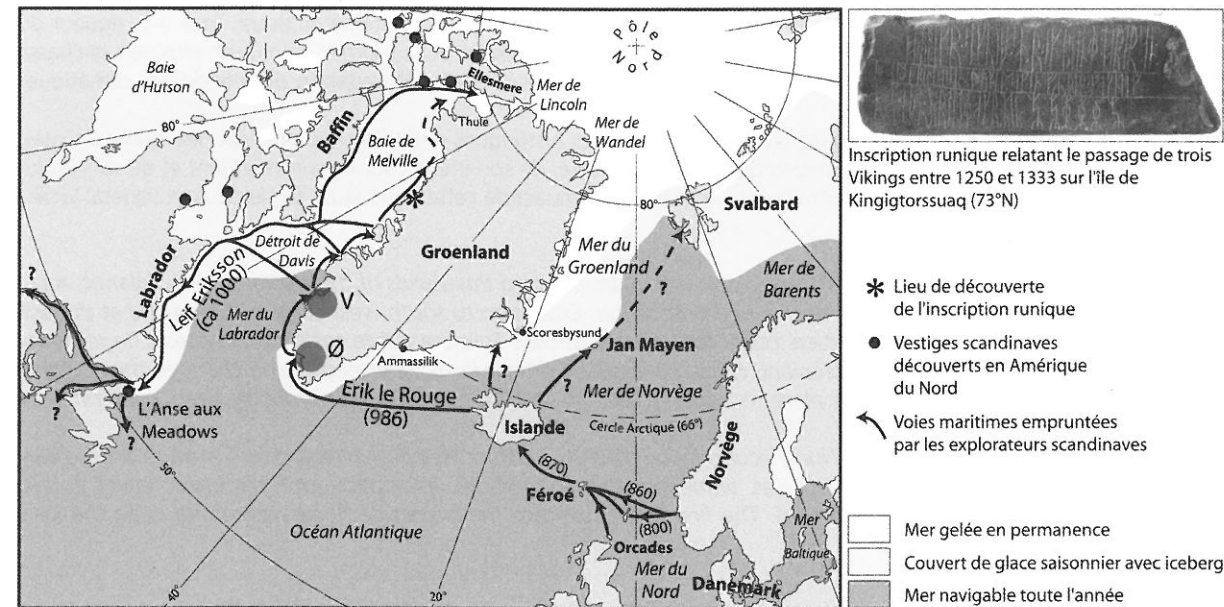 Pôle
Nord
Baie
d'Hutson
80°
Ellesmere
Mer de
Lincoln
Thule
Baffin
Baie de
Melville
Mer de
Wandel
80°
Svalbard
Labrador
Détroit de
Davis
Groenland
Mer du
Groenland
?
Mer de
Barents
?
Leif Eriksson
(ca 1000)
V
Mer du
Labrador
Scoresbysund
Ø
Ammassilik
Jan Mayen
?
?
Mer de Norvège
Erik le Rouge
(986)
?
L'Anse aux
Meadows
?
Islande
Cercle Arctique (66°)
Norvège
50°
(870)
Féroé
(860)
(800)
Océan Atlantique
Orcades
Mer
Baltique
Mer du
Nord
Danemark
40°
20°
Inscription runique relatant le passage de trois
Vikings entre 1250 et 1333 sur l'île de
Kingigtorssuaq (73°N)
Lieu de découverte
de l'inscription runique
Vestiges scandinaves
découverts en Amérique
du Nord
Voies maritimes empruntées
par les explorateurs scandinaves
Mer gelée en permanence
Couvert de glace saisonnier avec iceberg
Mer navigable toute l'année